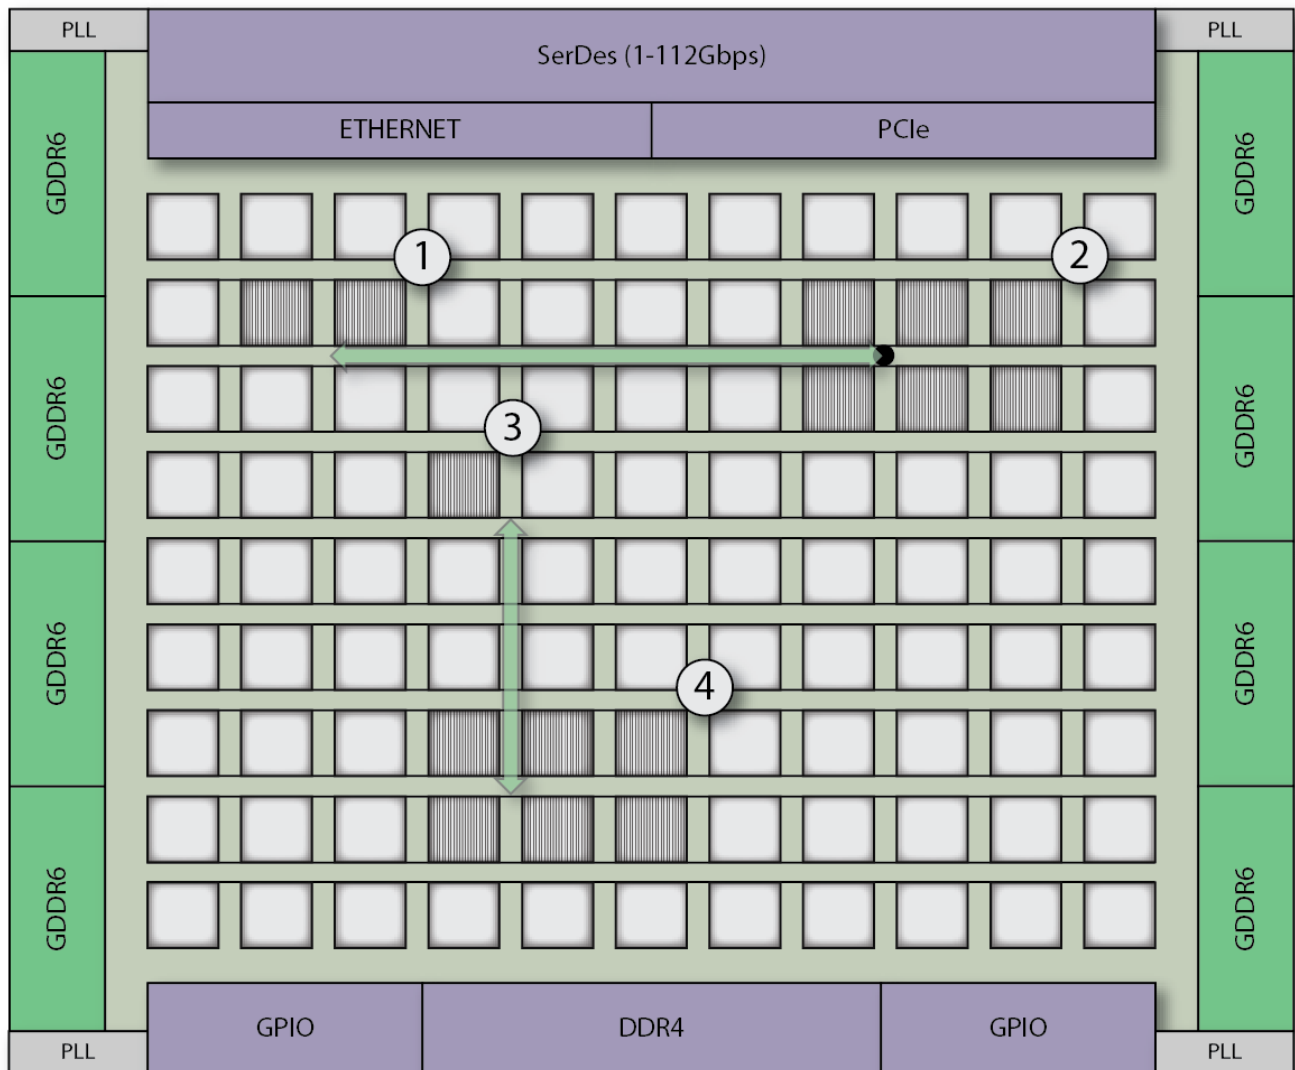 PLL
SerDes (1-112Gbps)
PLL
ETHERNET
PCIe
GDDR6
GDDR6
1
2
GDDR6
GDDR6
3
GDDR6
GDDR6
4
GDDR6
GDDR6
GPIO
DDR4
GPIO
PLL
PLL